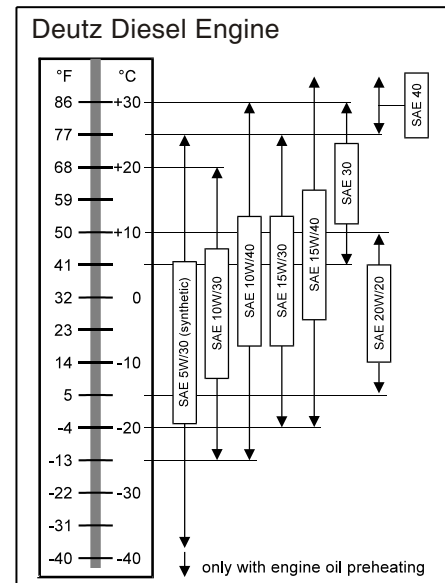 Deutz Diesel Engine
°F °C
86 +30
77
68 +20
59
50 +10
41
32 0
23
14 -10
5
-4 -20
-13
-22 -30
-31
-40 -40
SAE 5W/30 (synthetic)
SAE 10W/30
SAE 10W/40
SAE 15W/30
SAE 15W/40
SAE 30
SAE 20W/20
SAE 40
only with engine oil preheating